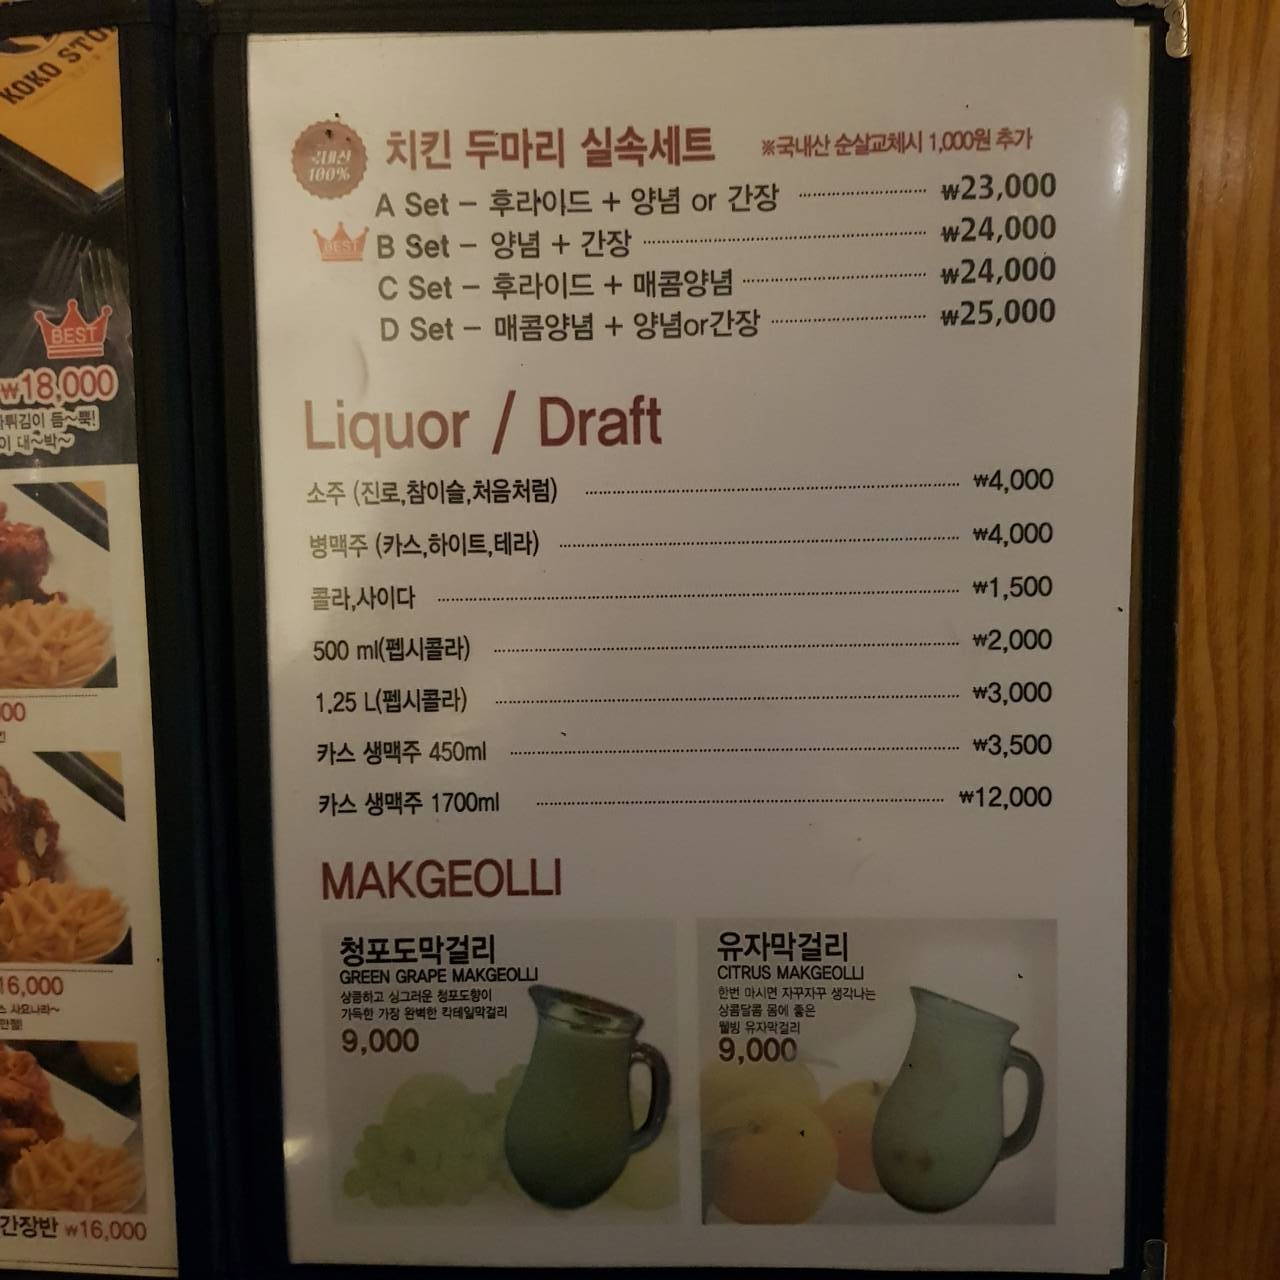 KOKO STO
BEST
₩18,000
튀김이 듬~뿍!
이 대~박~
00
16,000
스 사요나라~
간장반 ₩16,000
국내산
100%
치킨 두마리 실속세트 ※국내산 순살교체시 1,000원 추가
A Set - 후라이드 + 양념 or 간장 ₩23,000
BEST B Set - 양념 + 간장 ₩24,000
C Set - 후라이드 + 매콤양념 ₩24,000
D Set - 매콤양념 + 양념or간장 ₩25,000
Liquor / Draft
소주 (진로,참이슬,처음처럼) ₩4,000
병맥주 (카스,하이트,테라) ₩4,000
콜라,사이다 ₩1,500
500 ml(펩시콜라) ₩2,000
1.25 L(펩시콜라) ₩3,000
카스 생맥주 450ml ₩3,500
카스 생맥주 1700ml ₩12,000
MAKGEOLLI
청포도막걸리
GREEN GRAPE MAKGEOLLI
상큼하고 싱그러운 청포도향이
가득한 가장 완벽한 칵테일막걸리
9,000
유자막걸리
CITRUS MAKGEOLLI
한번 마시면 자꾸자꾸 생각나는
상콤달콤 몸에 좋은
웰빙 유자막걸리
9,000